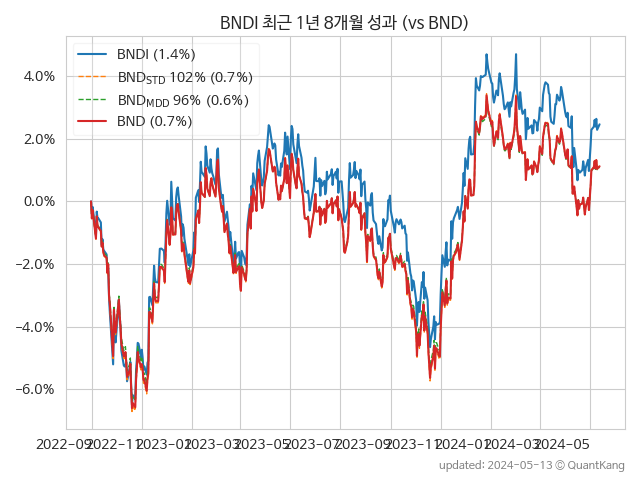 BNDI 최근 1년 8개월 성과 (vs BND)
BNDI (1.4%)
BND_STD 102% (0.7%)
BND_MDD 96% (0.6%)
BND (0.7%)
4.0%
2.0%
0.0%
−2.0%
−4.0%
−6.0%
2022-09 2022-11 2023-01 2023-03 2023-05 2023-07 2023-09 2023-11 2024-01 2024-03 2024-05
updated: 2024-05-13 © QuantKang